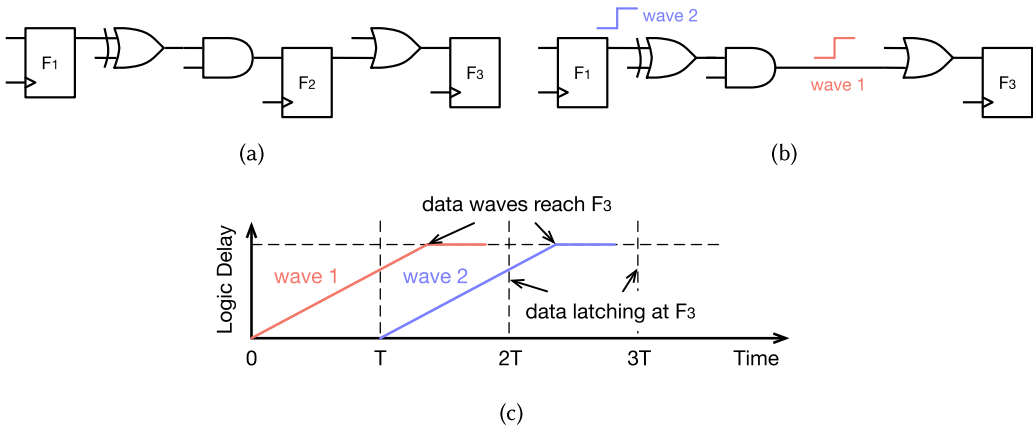 F1
F2
F3
(a)
wave 2
F1
wave 1
F3
(b)
data waves reach F3
Logic Delay
wave 1
wave 2
data latching at F3
0
T
2T
3T
Time
(c)